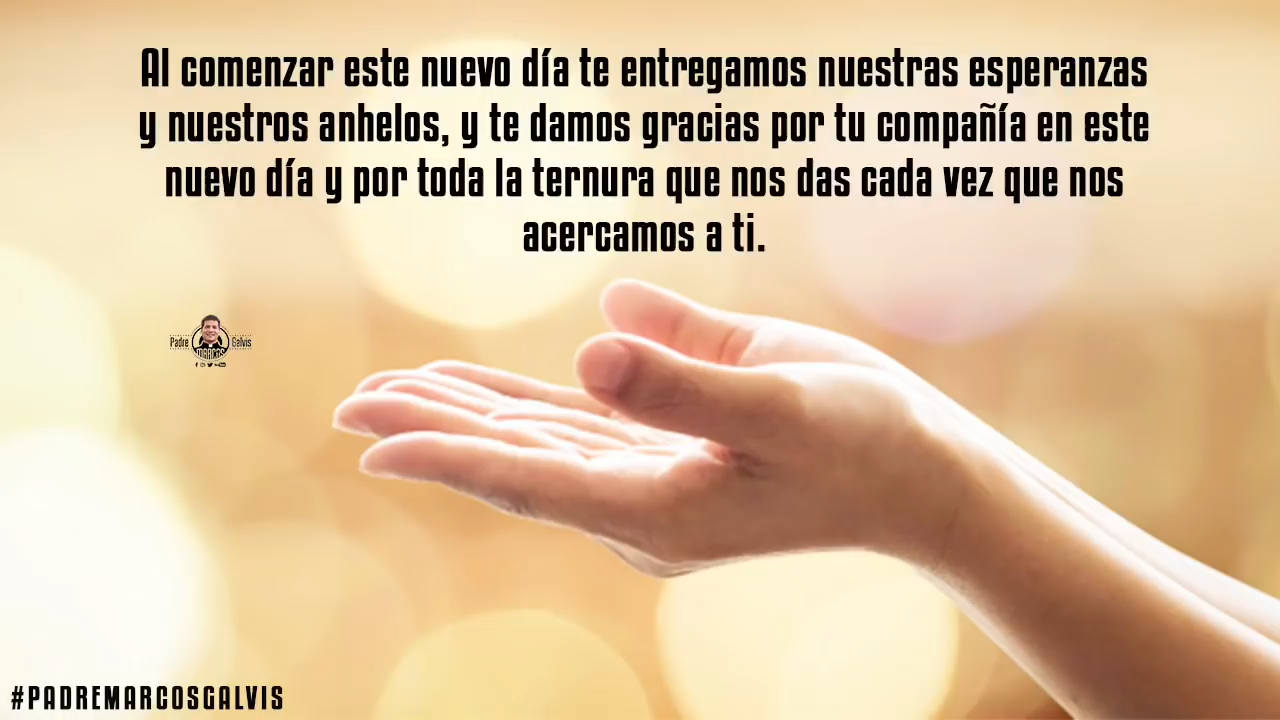 Al comenzar este nuevo día te entregamos nuestras esperanzas
y nuestros anhelos, y te damos gracias por tu compañía en este
nuevo día y por toda la ternura que nos das cada vez que nos
acercamos a ti.
Padre Galvis
MARCOS
#PADREMARCOSGALVIS